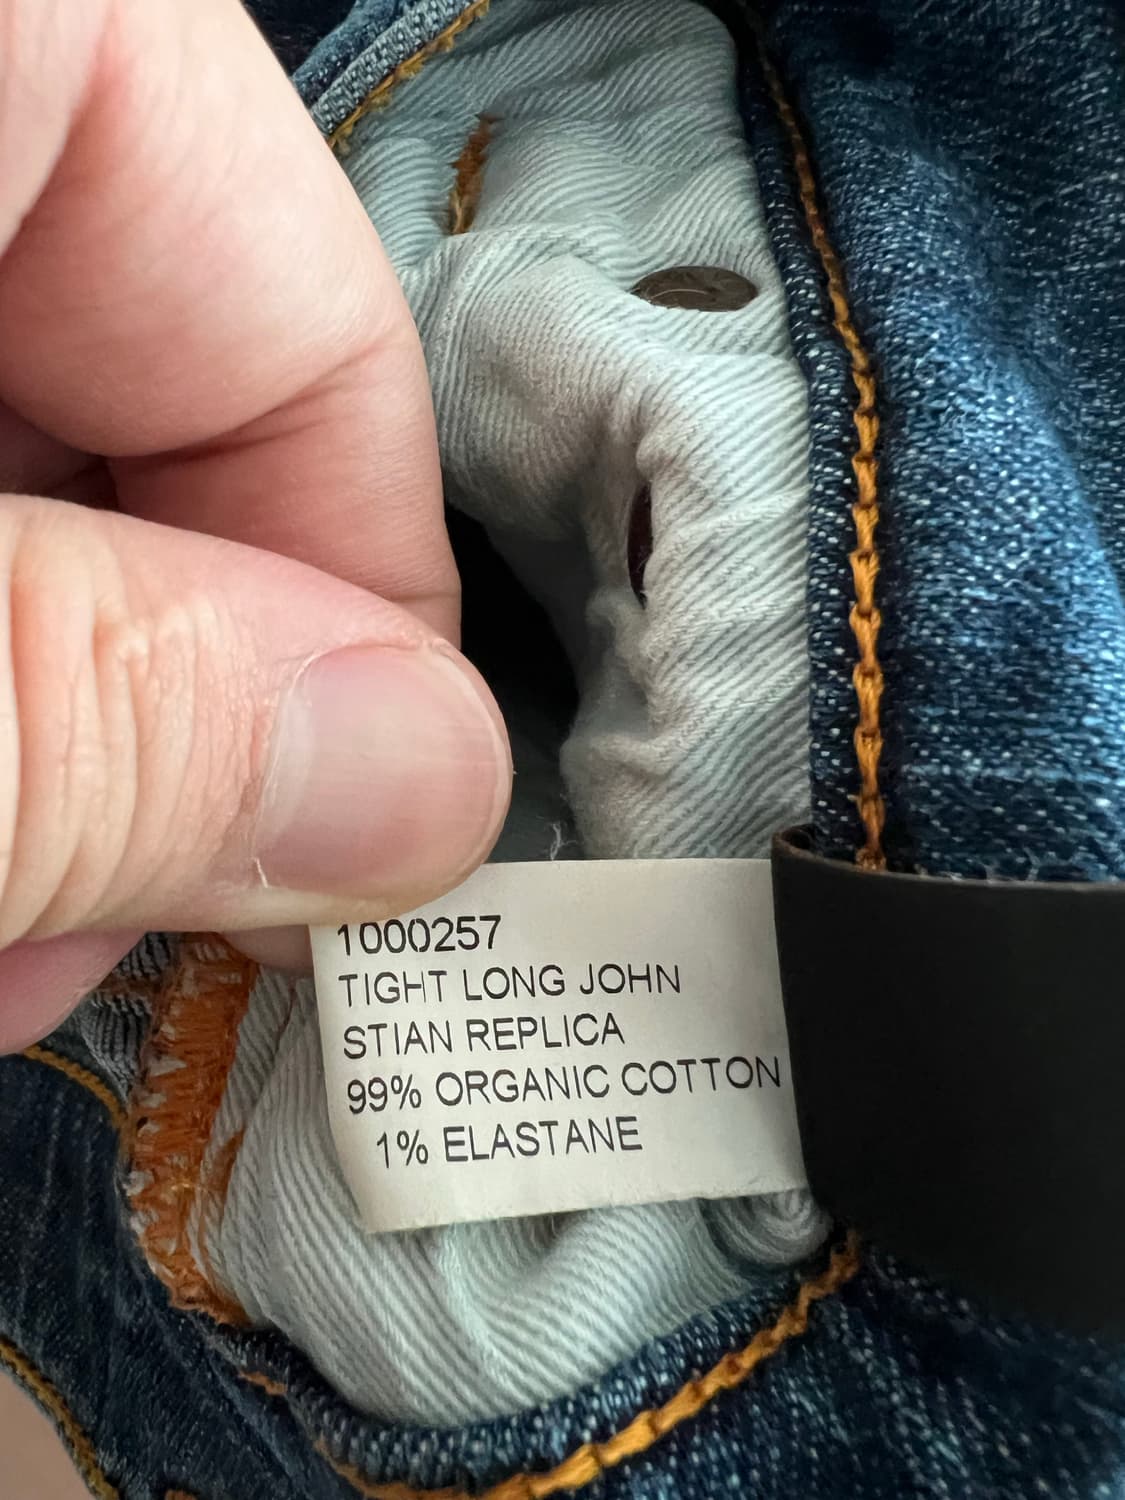 1000257
TIGHT LONG JOHN
STIAN REPLICA
99% ORGANIC COTTON
1% ELASTANE